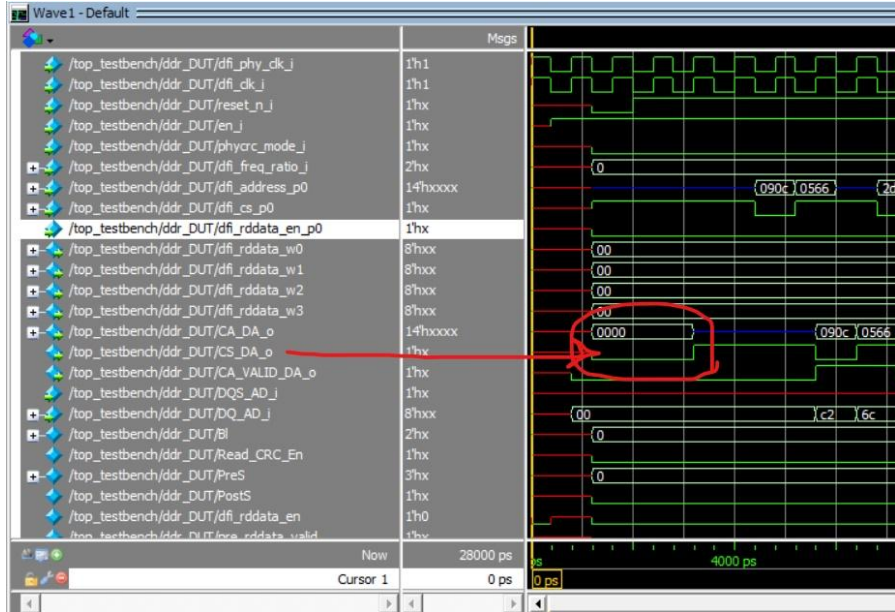 Wave1 - Default
Msgs
/top_testbench/ddr_DUT/dfi_phy_clk_i 1'h1
/top_testbench/ddr_DUT/dfi_clk_i 1'h1
/top_testbench/ddr_DUT/reset_n_i 1'hx
/top_testbench/ddr_DUT/en_i 1'hx
/top_testbench/ddr_DUT/phycrc_mode_i 1'hx
/top_testbench/ddr_DUT/dfi_freq_ratio_i 2'hx 0
/top_testbench/ddr_DUT/dfi_address_p0 14'hxxxx 090c 0566
/top_testbench/ddr_DUT/dfi_cs_p0 1'hx
/top_testbench/ddr_DUT/dfi_rddata_en_p0 1'hx
/top_testbench/ddr_DUT/dfi_rddata_w0 8'hxx 00
/top_testbench/ddr_DUT/dfi_rddata_w1 8'hxx 00
/top_testbench/ddr_DUT/dfi_rddata_w2 8'hxx 00
/top_testbench/ddr_DUT/dfi_rddata_w3 8'hxx 00
/top_testbench/ddr_DUT/CA_DA_o 14'hxxxx 0000 090c 0566
/top_testbench/ddr_DUT/CS_DA_o 1'hx
/top_testbench/ddr_DUT/CA_VALID_DA_o 1'hx
/top_testbench/ddr_DUT/DQS_AD_i 1'hx
/top_testbench/ddr_DUT/DQ_AD_i 8'hxx 00 c2 6c
/top_testbench/ddr_DUT/Bl 2'hx 0
/top_testbench/ddr_DUT/Read_CRC_En 1'hx
/top_testbench/ddr_DUT/PreS 3'hx 0
/top_testbench/ddr_DUT/PostS 1'hx
/top_testbench/ddr_DUT/dfi_rddata_en 1'h0
/top_testbench/ddr_DUT/pre_rddata_valid 1'hx
Now 28000 ps ps 4000 ps
Cursor 1 0 ps 0 ps